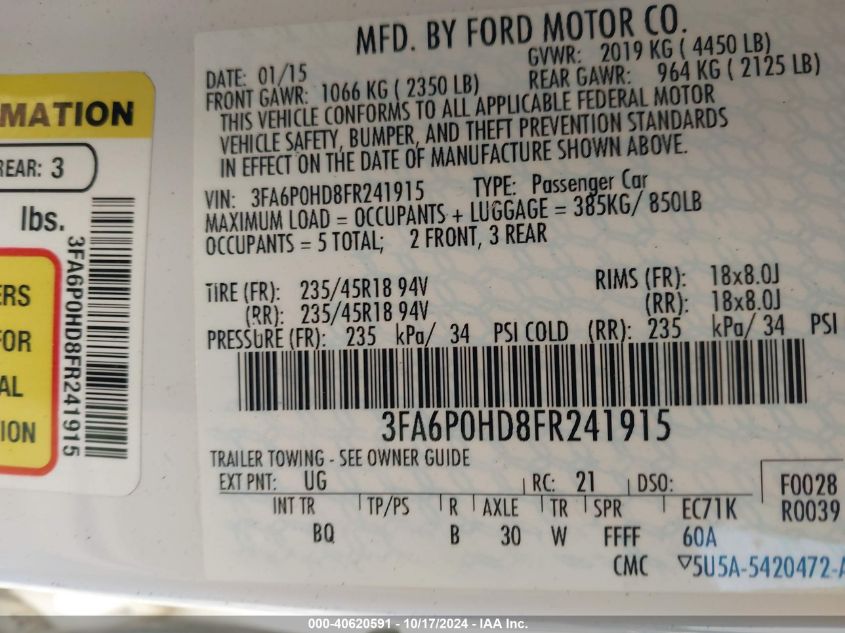 MATION
REAR: 3
lbs.
3FA6P0HD8FR241915
ERS
FOR
AL
ION
MFD. BY FORD MOTOR CO.
DATE: 01/15 GVWR: 2019 KG ( 4450 LB)
FRONT GAWR: 1066 KG ( 2350 LB) REAR GAWR: 964 KG ( 2125 LB)
THIS VEHICLE CONFORMS TO ALL APPLICABLE FEDERAL MOTOR
VEHICLE SAFETY, BUMPER, AND THEFT PREVENTION STANDARDS
IN EFFECT ON THE DATE OF MANUFACTURE SHOWN ABOVE.
VIN: 3FA6P0HD8FR241915 TYPE: Passenger Car
MAXIMUM LOAD = OCCUPANTS + LUGGAGE = 385KG/ 850LB
OCCUPANTS = 5 TOTAL; 2 FRONT, 3 REAR
TIRE (FR): 235/45R18 94V RIMS (FR): 18x8.0J
(RR): 235/45R18 94V (RR): 18x8.0J
PRESSURE (FR): 235 kPa/ 34 PSI COLD (RR): 235 kPa/ 34 PSI
3FA6P0HD8FR241915
TRAILER TOWING - SEE OWNER GUIDE
EXT PNT: UG RC: 21 DSO: F0028
INT TR TP/PS R AXLE TR SPR EC71K R0039
BQ B 30 W FFFF 60A
CMC ▽5U5A-5420472-A
000-40620591 - 10/17/2024 - IAA Inc.